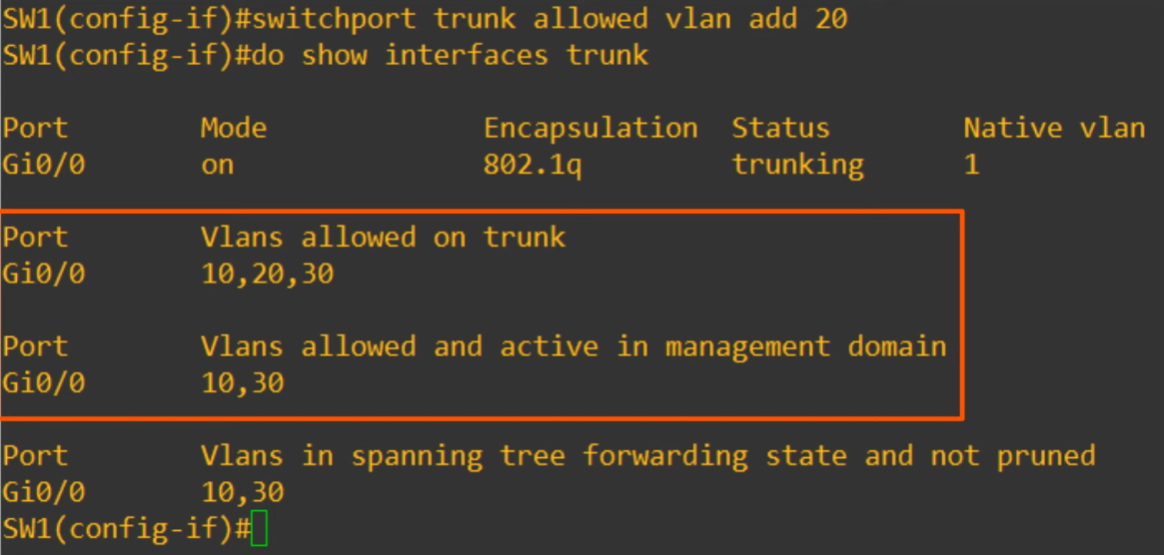 SW1(config-if)#switchport trunk allowed vlan add 20
SW1(config-if)#do show interfaces trunk
Port Mode Encapsulation Status Native vlan
Gi0/0 on 802.1q trunking 1
Port Vlans allowed on trunk
Gi0/0 10,20,30
Port Vlans allowed and active in management domain
Gi0/0 10,30
Port Vlans in spanning tree forwarding state and not pruned
Gi0/0 10,30
SW1(config-if)#